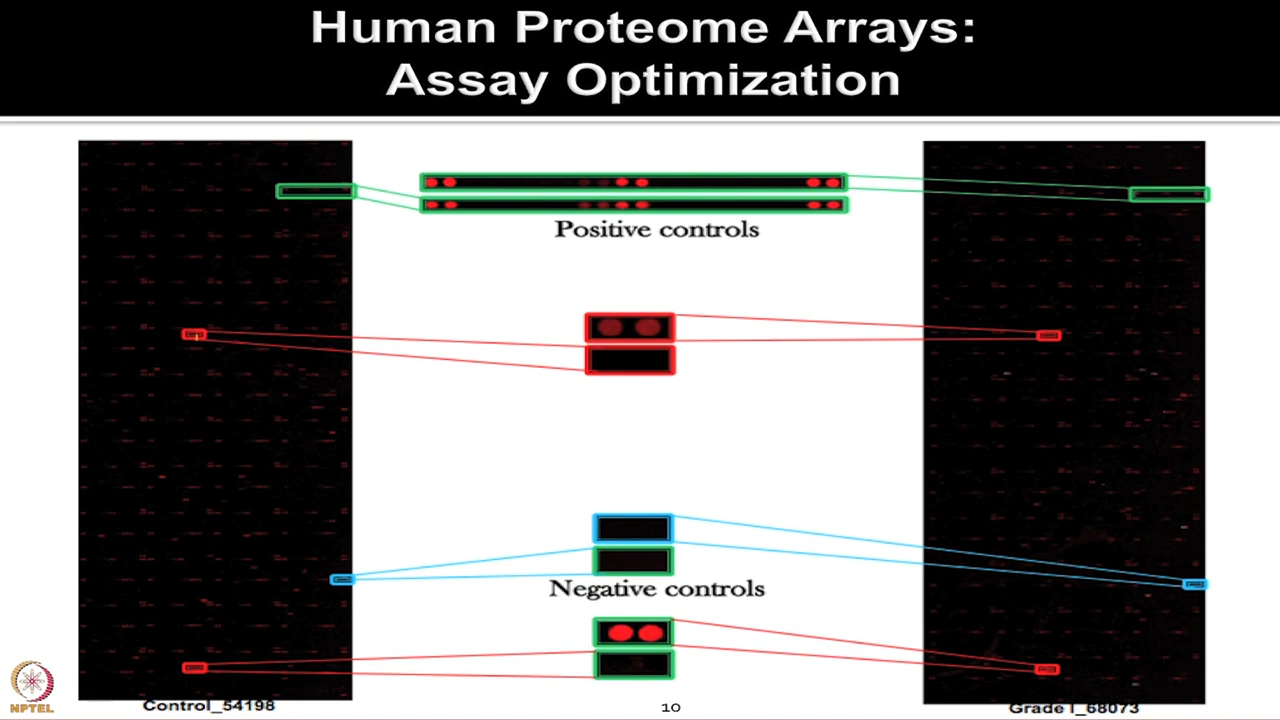 Human Proteome Arrays:
Assay Optimization
Positive controls
Negative controls
Control_54198
10
Grade I_68073
NPTEL